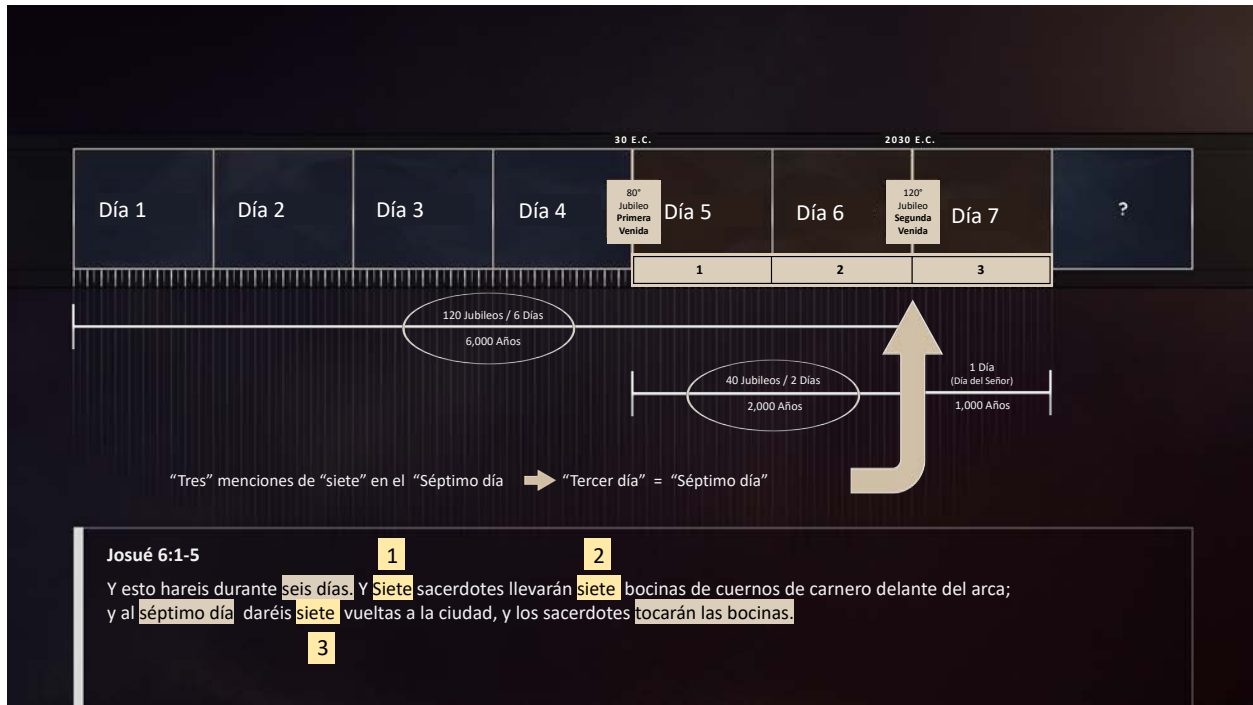 30 E.C.
2030 E.C.
Día 1
Día 2
Día 3
Día 4
80°
Jubileo
Primera
Venida
Día 5
Día 6
120°
Jubileo
Segunda
Venida
Día 7
?
1
2
3
120 Jubileos / 6 Días
6,000 Años
40 Jubileos / 2 Días
2,000 Años
1 Día
(Día del Señor)
1,000 Años
“Tres” menciones de “siete” en el “Séptimo día
“Tercer día” = “Séptimo día”
Josué 6:1-5
1
2
Y esto hareis durante seis días. Y Siete sacerdotes llevarán siete bocinas de cuernos de carnero delante del arca;
y al séptimo día daréis siete vueltas a la ciudad, y los sacerdotes tocarán las bocinas.
3